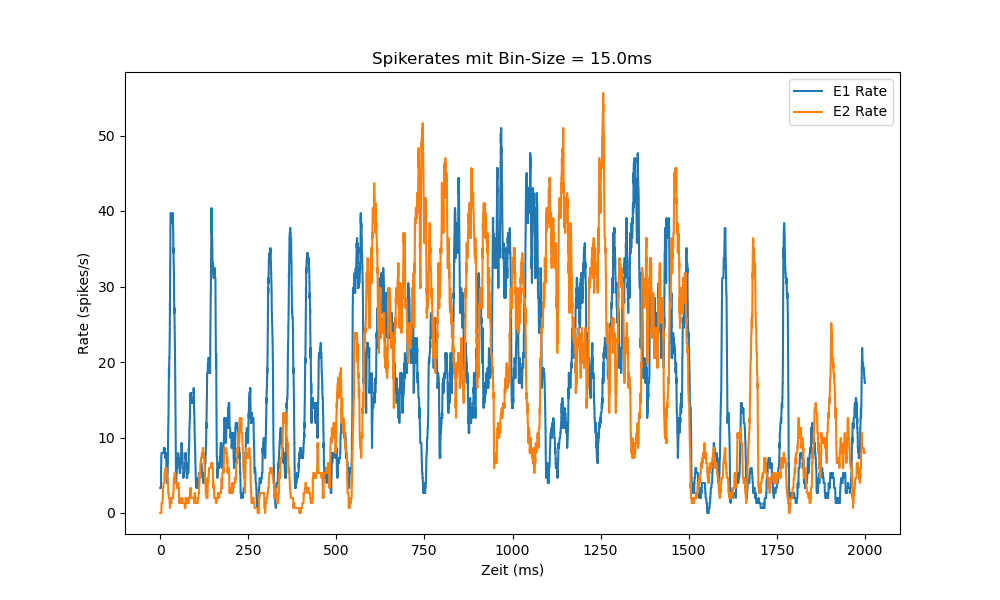 Spikerates mit Bin-Size = 15.0ms
E1 Rate
E2 Rate
Rate (spikes/s)
50
40
30
20
10
0
0 250 500 750 1000 1250 1500 1750 2000
Zeit (ms)